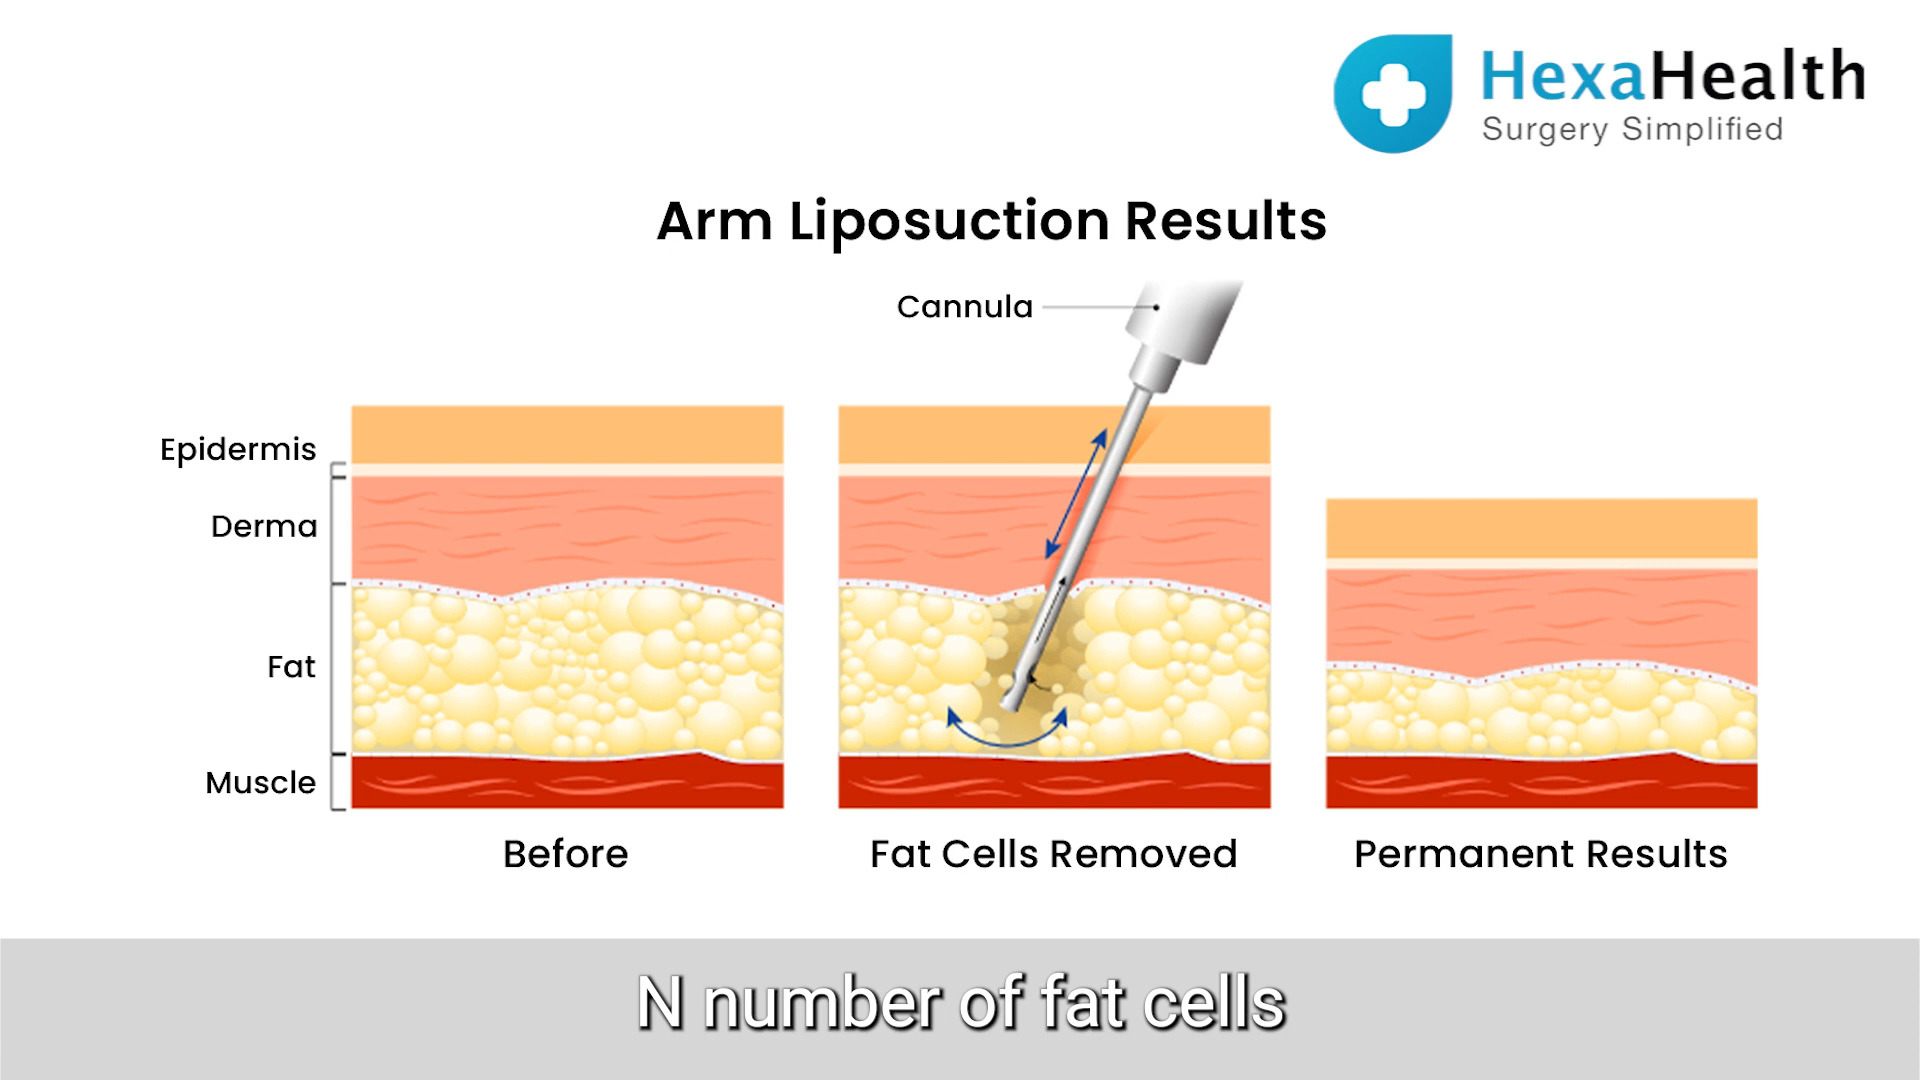 HexaHealth
Surgery Simplified
Arm Liposuction Results
Cannula
Epidermis
Derma
Fat
Muscle
Before
Fat Cells Removed
Permanent Results
N number of fat cells